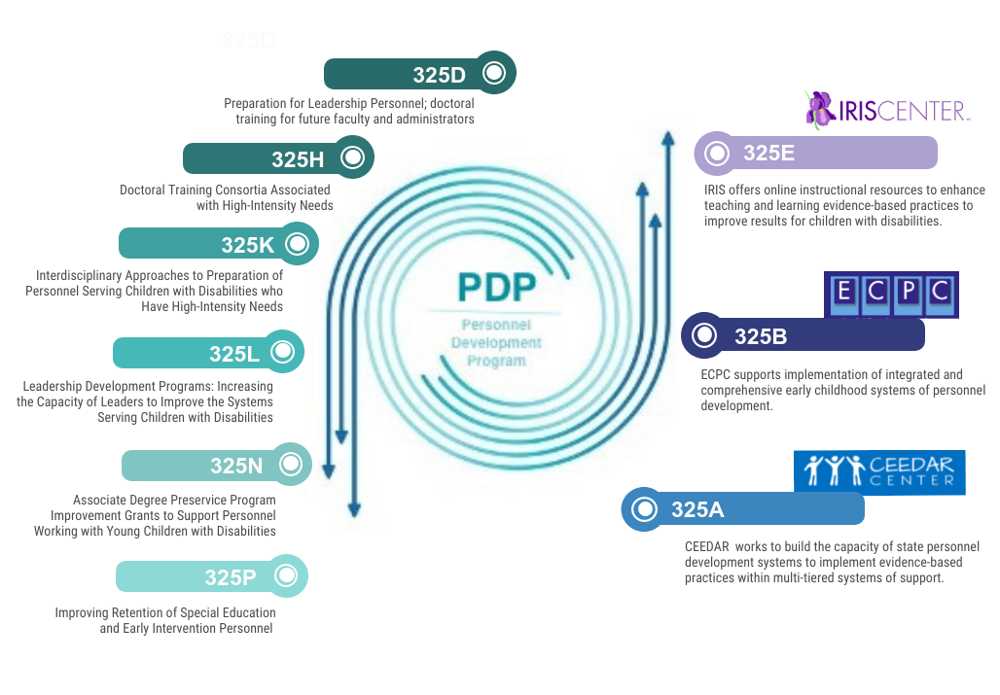 325D
325D
Preparation for Leadership Personnel; doctoral
training for future faculty and administrators
325H
Doctoral Training Consortia Associated
with High-Intensity Needs
325K
Interdisciplinary Approaches to Preparation of
Personnel Serving Children with Disabilities who
Have High-Intensity Needs
325L
Leadership Development Programs: Increasing
the Capacity of Leaders to Improve the Systems
Serving Children with Disabilities
325N
Associate Degree Preservice Program
Improvement Grants to Support Personnel
Working with Young Children with Disabilities
325P
Improving Retention of Special Education
and Early Intervention Personnel
PDP
Personnel
Development
Program
IRISCENTER
325E
IRIS offers online instructional resources to enhance
teaching and learning evidence-based practices to
improve results for children with disabilities.
ECPC
325B
ECPC supports implementation of integrated and
comprehensive early childhood systems of personnel
development.
CEEDAR
CENTER
325A
CEEDAR works to build the capacity of state personnel
development systems to implement evidence-based
practices within multi-tiered systems of support.